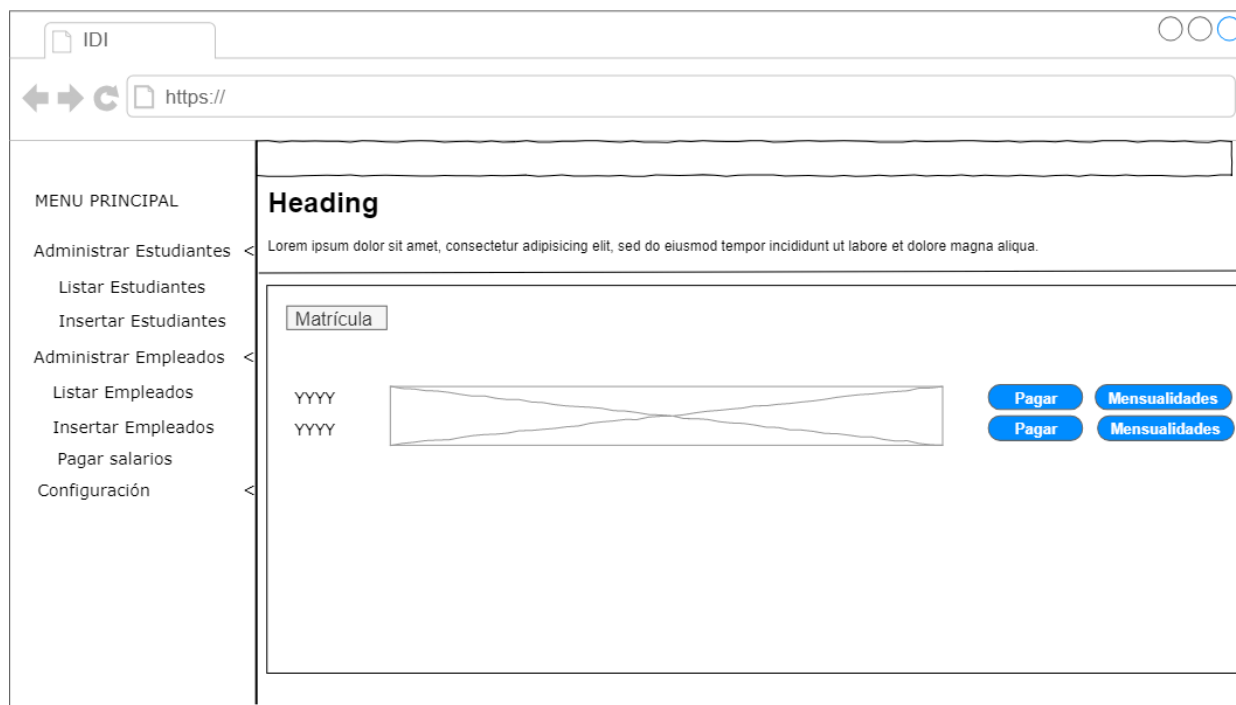 IDI
https://
MENU PRINCIPAL
Administrar Estudiantes <
Listar Estudiantes
Insertar Estudiantes
Administrar Empleados <
Listar Empleados
Insertar Empleados
Pagar salarios
Configuración <
Heading
Lorem ipsum dolor sit amet, consectetur adipisicing elit, sed do eiusmod tempor incididunt ut labore et dolore magna aliqua.
Matrícula
YYYY Pagar Mensualidades
YYYY Pagar Mensualidades